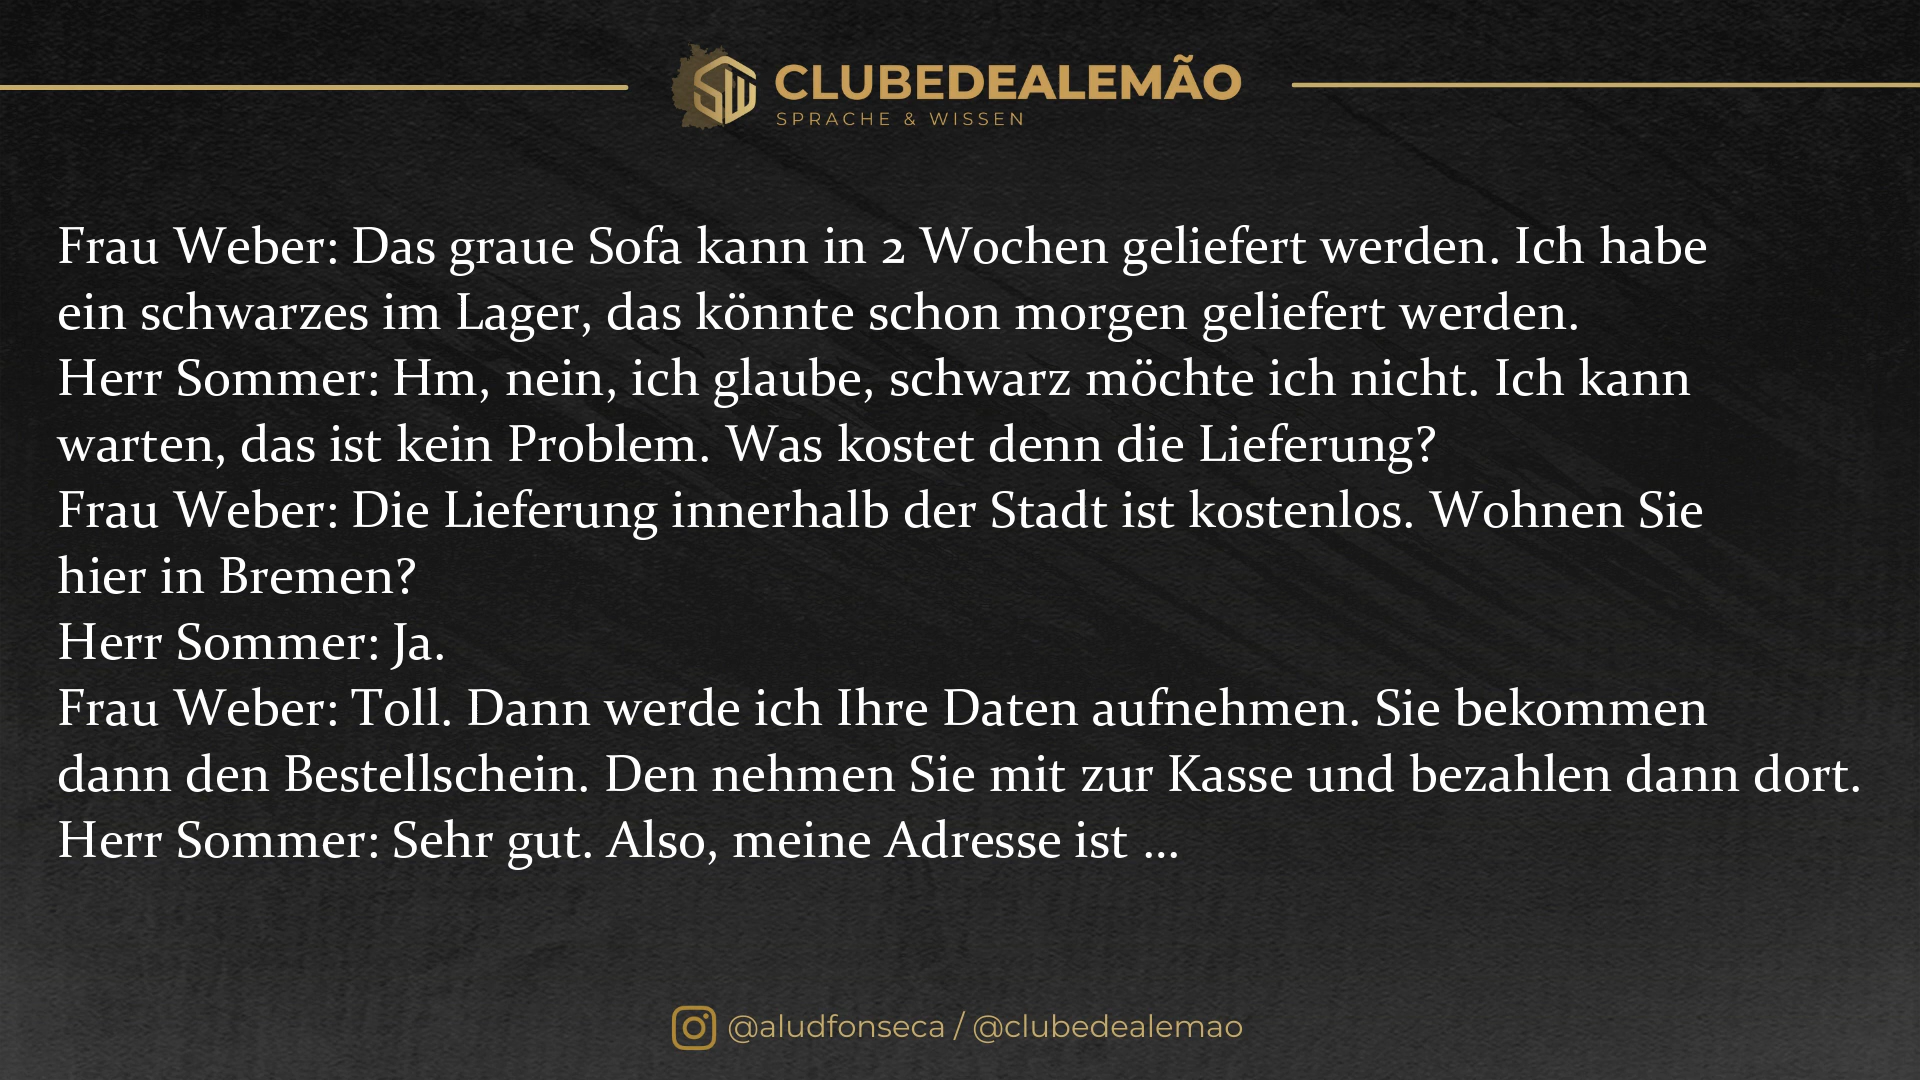 CLUBEDEALEMÃO
SPRACHE & WISSEN
Frau Weber: Das graue Sofa kann in 2 Wochen geliefert werden. Ich habe
ein schwarzes im Lager, das könnte schon morgen geliefert werden.
Herr Sommer: Hm, nein, ich glaube, schwarz möchte ich nicht. Ich kann
warten, das ist kein Problem. Was kostet denn die Lieferung?
Frau Weber: Die Lieferung innerhalb der Stadt ist kostenlos. Wohnen Sie
hier in Bremen?
Herr Sommer: Ja.
Frau Weber: Toll. Dann werde ich Ihre Daten aufnehmen. Sie bekommen
dann den Bestellschein. Den nehmen Sie mit zur Kasse und bezahlen dann dort.
Herr Sommer: Sehr gut. Also, meine Adresse ist ...
@aludfonseca / @clubedealemao